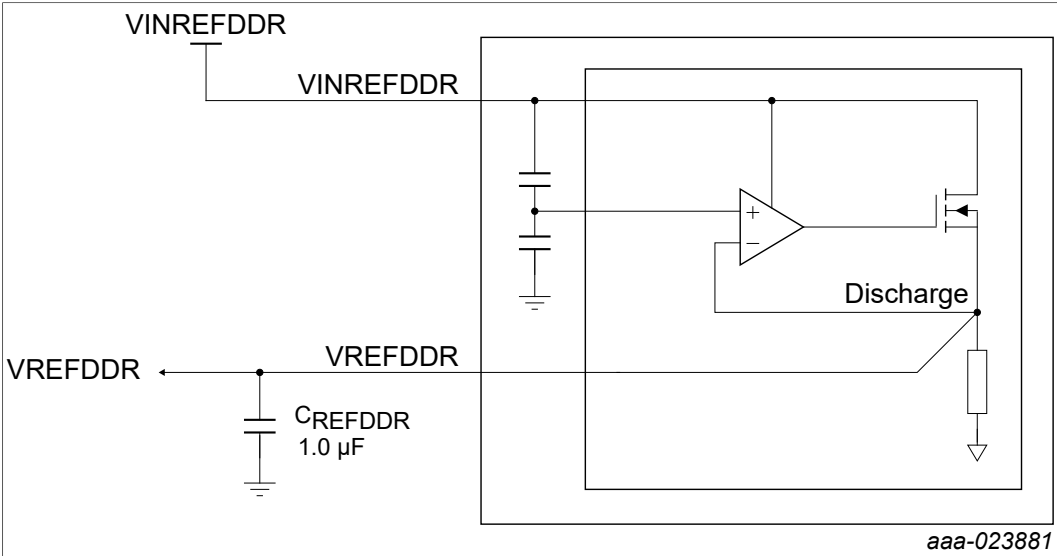 VINREFDDR
VINREFDDR
+
−
Discharge
VREFDDR
VREFDDR
CREFDDR
1.0 µF
aaa-023881